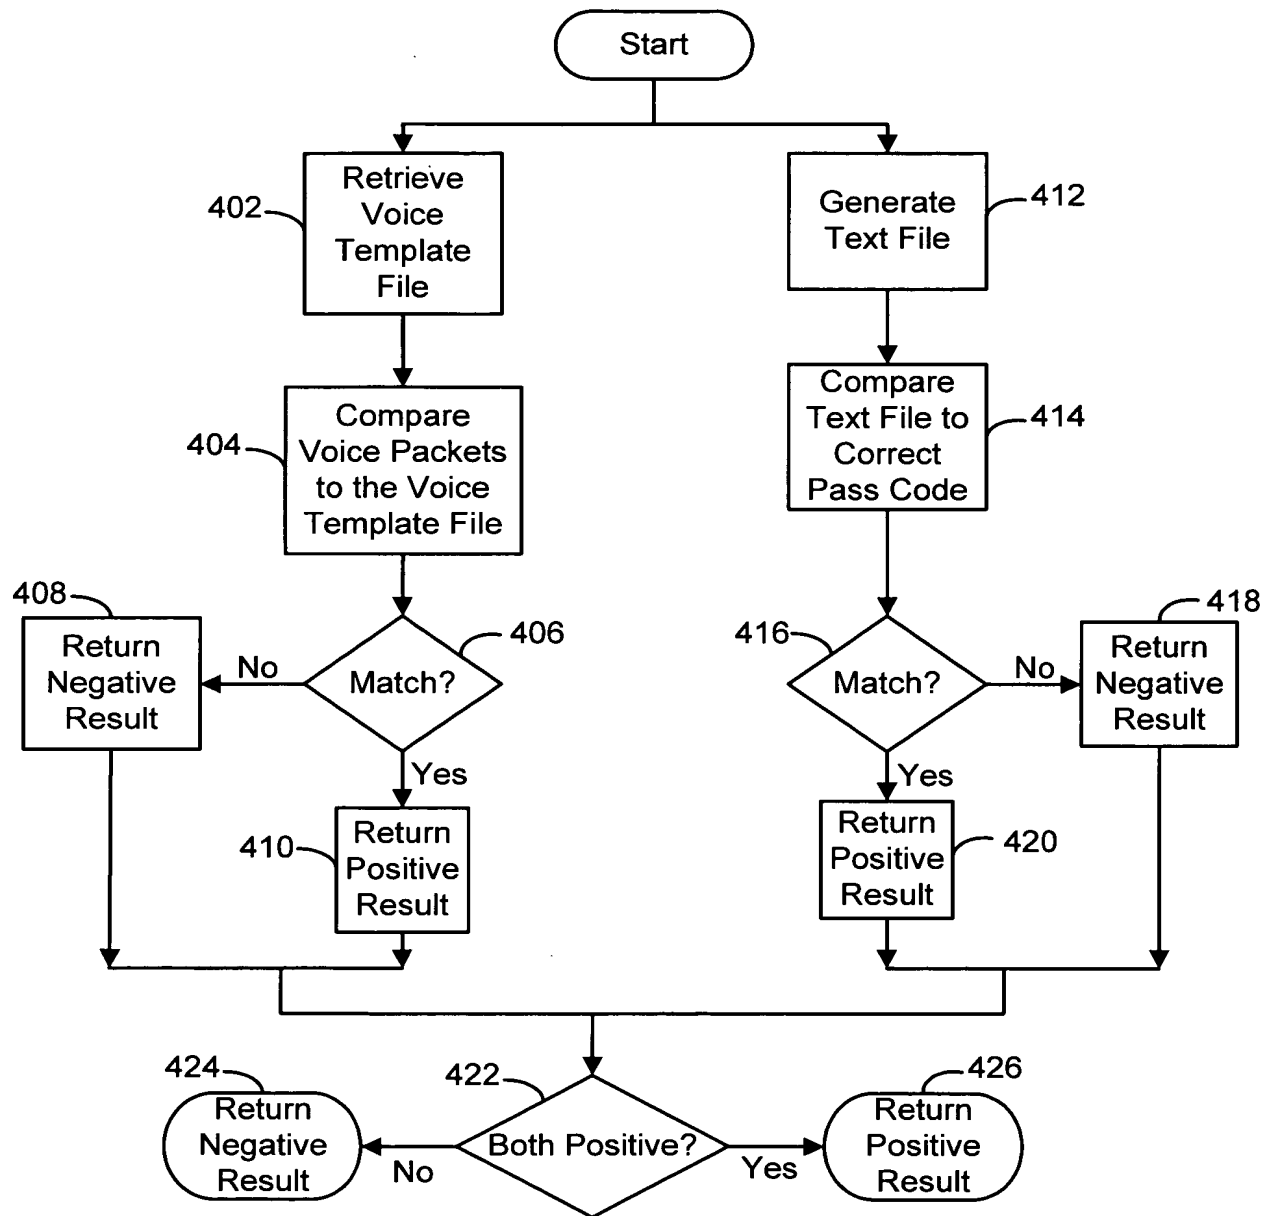 Start
402
Retrieve
Voice
Template
File
Generate
Text File
412
404
Compare
Voice Packets
to the Voice
Template File
Compare
Text File to
Correct
Pass Code
414
408
Return
Negative
Result
No
Match?
406
Yes
416
Match?
No
Yes
418
Return
Negative
Result
410
Return
Positive
Result
Return
Positive
Result
420
424
Return
Negative
Result
No
422
Both Positive?
Yes
426
Return
Positive
Result